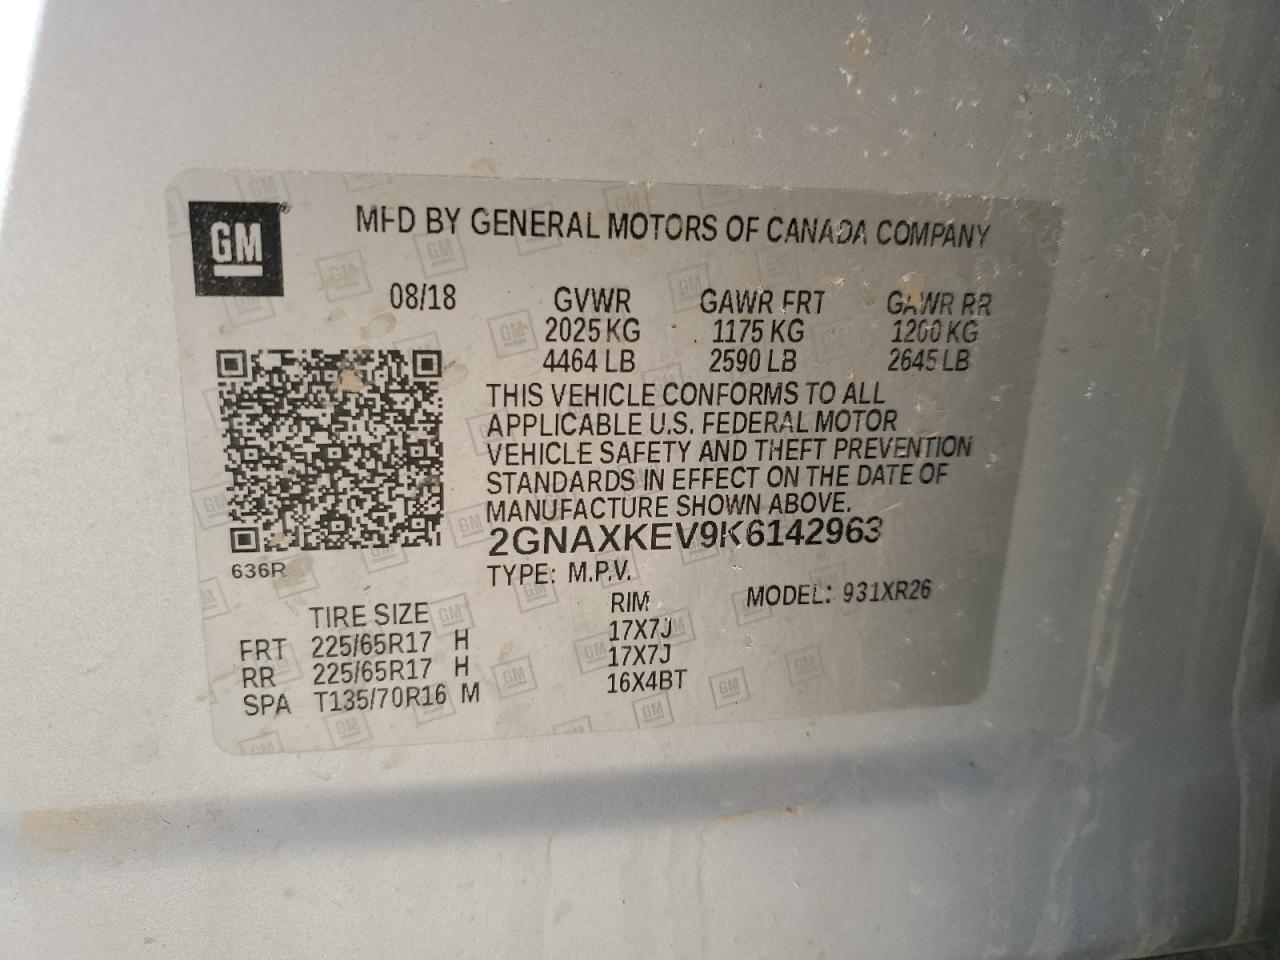 GM
MFD BY GENERAL MOTORS OF CANADA COMPANY
08/18 GVWR GAWR FRT GAWR RR
2025 KG 1175 KG 1200 KG
4464 LB 2590 LB 2645 LB
THIS VEHICLE CONFORMS TO ALL
APPLICABLE U.S. FEDERAL MOTOR
VEHICLE SAFETY AND THEFT PREVENTION
STANDARDS IN EFFECT ON THE DATE OF
MANUFACTURE SHOWN ABOVE.
2GNAXKEV9K6142963
636R
TYPE: M.P.V.
MODEL: 931XR26
TIRE SIZE RIM
FRT 225/65R17 H 17X7J
RR 225/65R17 H 17X7J
SPA T135/70R16 M 16X4BT